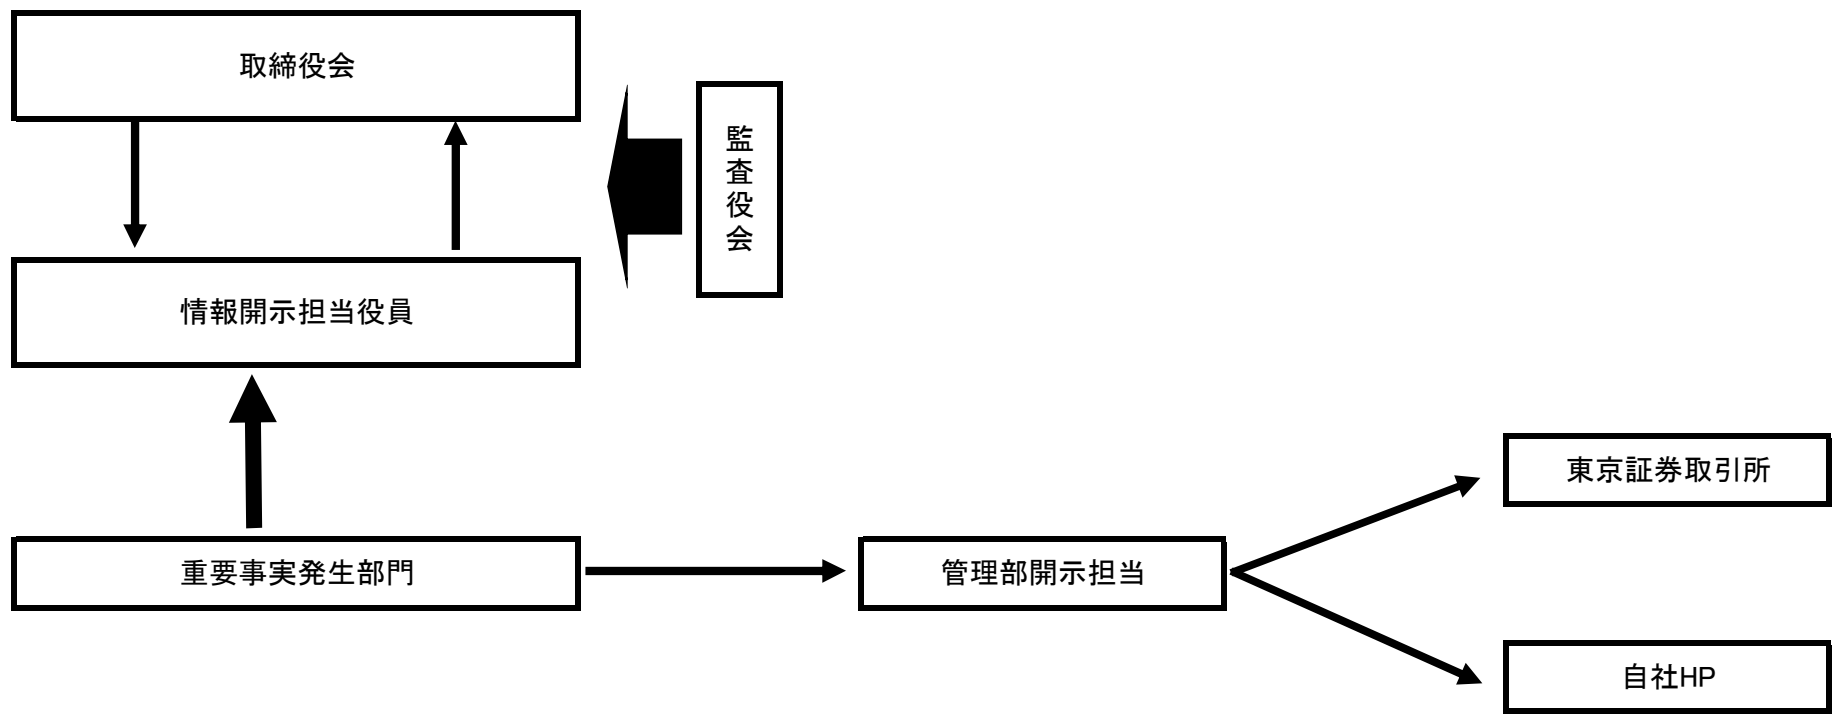 取締役会
監査役会
情報開示担当役員
東京証券取引所
重要事実発生部門
管理部開示担当
自社HP